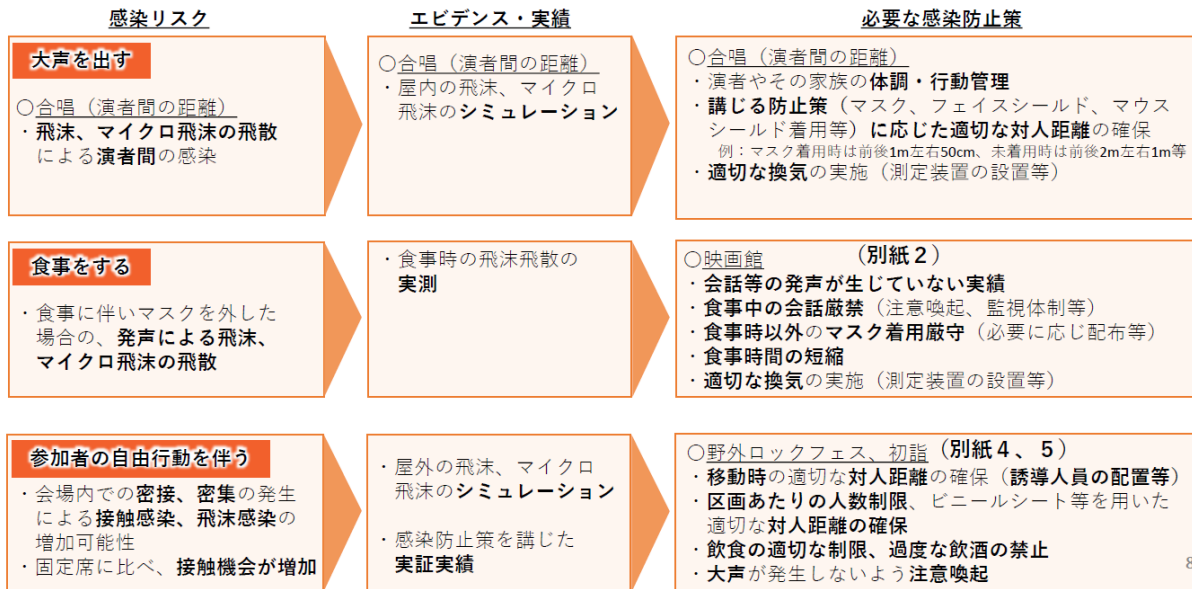 感染リスク
エビデンス・実績
必要な感染防止策
大声を出す
○合唱（演者間の距離）
・飛沫、マイクロ飛沫の飛散
による演者間の感染
○合唱（演者間の距離）
・屋内の飛沫、マイクロ
飛沫のシミュレーション
○合唱（演者間の距離）
・演者やその家族の体調・行動管理
・講じる防止策（マスク、フェイスシールド、マウス
シールド着用等）に応じた適切な対人距離の確保
例：マスク着用時は前後1m左右50cm、未着用時は前後2m左右1m等
・適切な換気の実施（測定装置の設置等）
食事をする
・食事に伴いマスクを外した
場合の、発声による飛沫、
マイクロ飛沫の飛散
・食事時の飛沫飛散の
実測
○映画館 （別紙２）
・会話等の発声が生じていない実績
・食事中の会話厳禁（注意喚起、監視体制等）
・食事時以外のマスク着用厳守（必要に応じ配布等）
・食事時間の短縮
・適切な換気の実施（測定装置の設置等）
参加者の自由行動を伴う
・会場内での密接、密集の発生
による接触感染、飛沫感染の
増加可能性
・固定席に比べ、接触機会が増加
・屋外の飛沫、マイクロ
飛沫のシミュレーション
・感染防止策を講じた
実証実績
○野外ロックフェス、初詣（別紙４、５）
・移動時の適切な対人距離の確保（誘導人員の配置等）
・区画あたりの人数制限、ビニールシート等を用いた
適切な対人距離の確保
・飲食の適切な制限、過度な飲酒の禁止
・大声が発生しないよう注意喚起
8